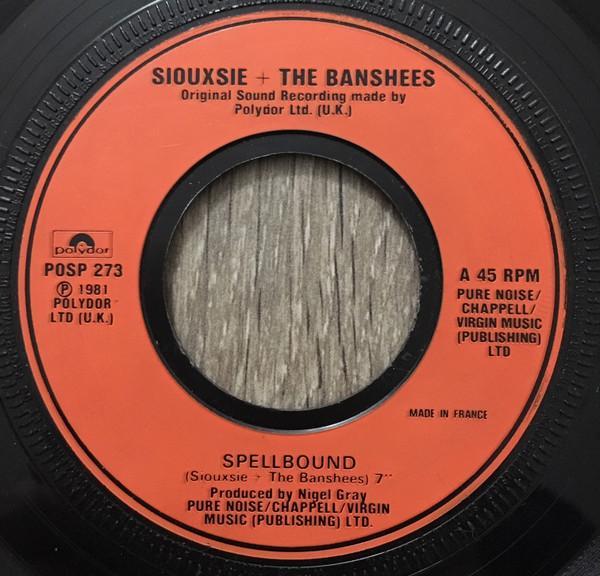 SIOUXSIE + THE BANSHEES
Original Sound Recording made by
Polydor Ltd. (U.K.)
polydor
POSP 273
℗ 1981
POLYDOR
LTD (U.K.)
A 45 RPM
PURE NOISE/
CHAPPELL/
VIRGIN MUSIC
(PUBLISHING)
LTD
MADE IN FRANCE
SPELLBOUND
(Siouxsie + The Banshees) 7''
Produced by Nigel Gray
PURE NOISE/CHAPPELL/VIRGIN
MUSIC (PUBLISHING) LTD.